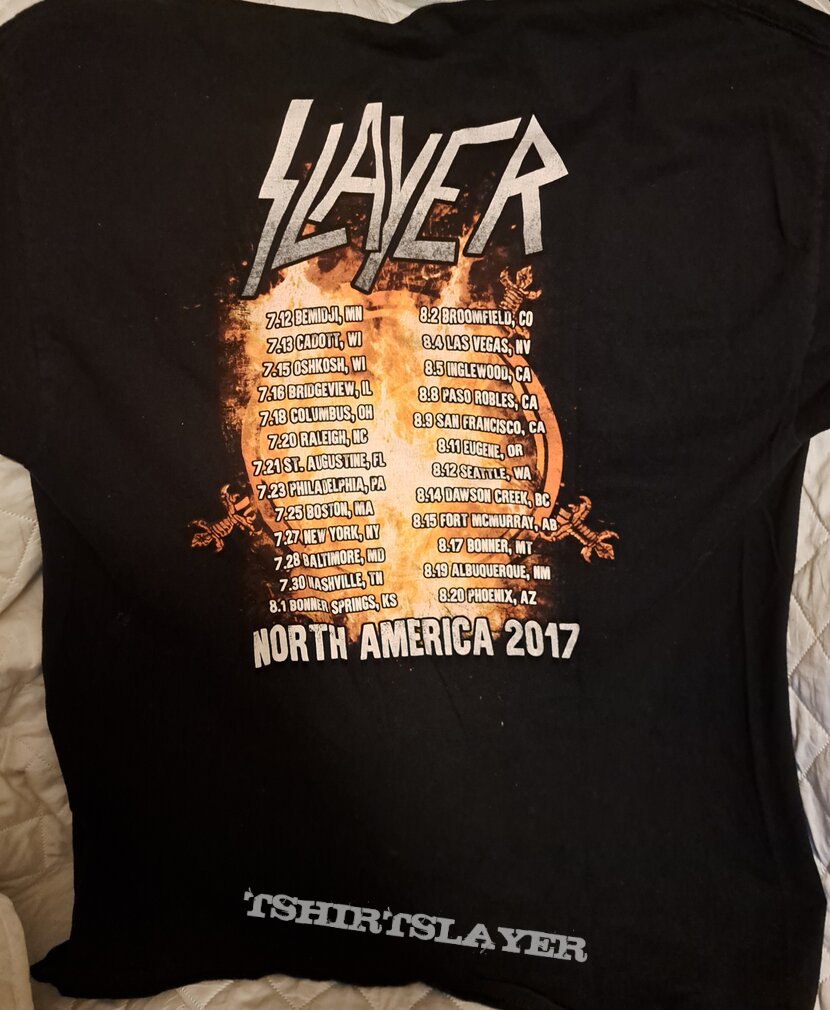 SLAYER
7.12 BEMIDJI, MN
7.13 CADOTT, WI
7.15 OSHKOSH, WI
7.16 BRIDGEVIEW, IL
7.18 COLUMBUS, OH
7.20 RALEIGH, NC
7.21 ST. AUGUSTINE, FL
7.23 PHILADELPHIA, PA
7.25 BOSTON, MA
7.27 NEW YORK, NY
7.28 BALTIMORE, MD
7.30 NASHVILLE, TN
8.1 BONNER SPRINGS, KS
8.2 BROOMFIELD, CO
8.4 LAS VEGAS, NV
8.5 INGLEWOOD, CA
8.8 PASO ROBLES, CA
8.9 SAN FRANCISCO, CA
8.11 EUGENE, OR
8.12 SEATTLE, WA
8.14 DAWSON CREEK, BC
8.15 FORT MCMURRAY, AB
8.17 BONNER, MT
8.19 ALBUQUERQUE, NM
8.20 PHOENIX, AZ
NORTH AMERICA 2017
TSHIRTSLAYER